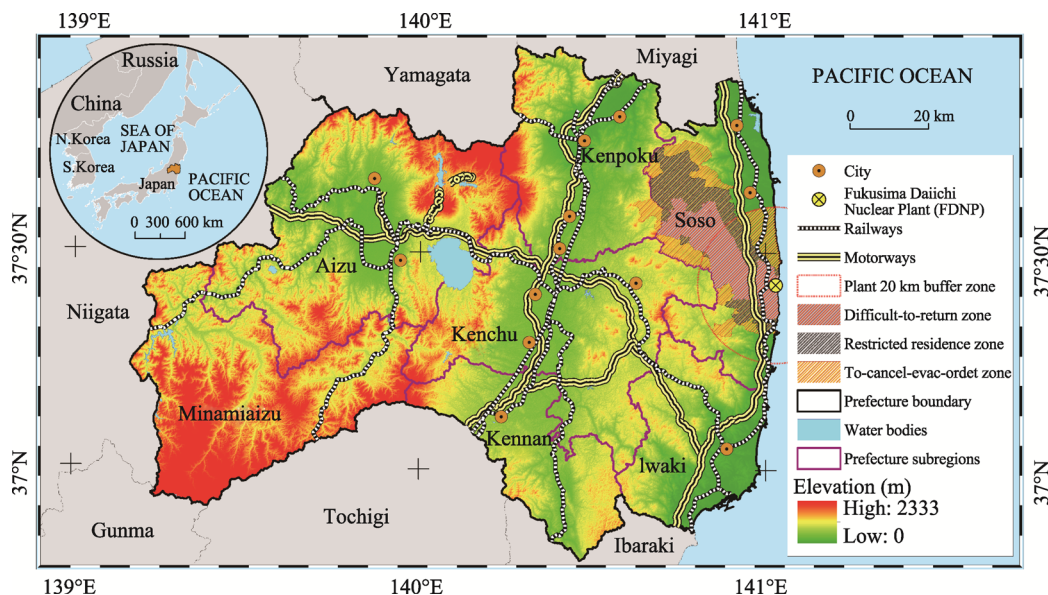 139°E
140°E
141°E
Russia
China
N.Korea
S.Korea
SEA OF
JAPAN
Japan
PACIFIC
OCEAN
0 300 600 km
Yamagata
Miyagi
PACIFIC OCEAN
0 20 km
Kenpoku
Soso
Aizu
Niigata
Kenchu
Minamiaizu
Kennan
Iwaki
Gunma
Tochigi
Ibaraki
37°30′N
37°N
37°30′N
37°N
City
Fukusima Daiichi
Nuclear Plant (FDNP)
Railways
Motorways
Plant 20 km buffer zone
Difficult-to-return zone
Restricted residence zone
To-cancel-evac-ordet zone
Prefecture boundary
Water bodies
Prefecture subregions
Elevation (m)
High: 2333
Low: 0
139°E
140°E
141°E